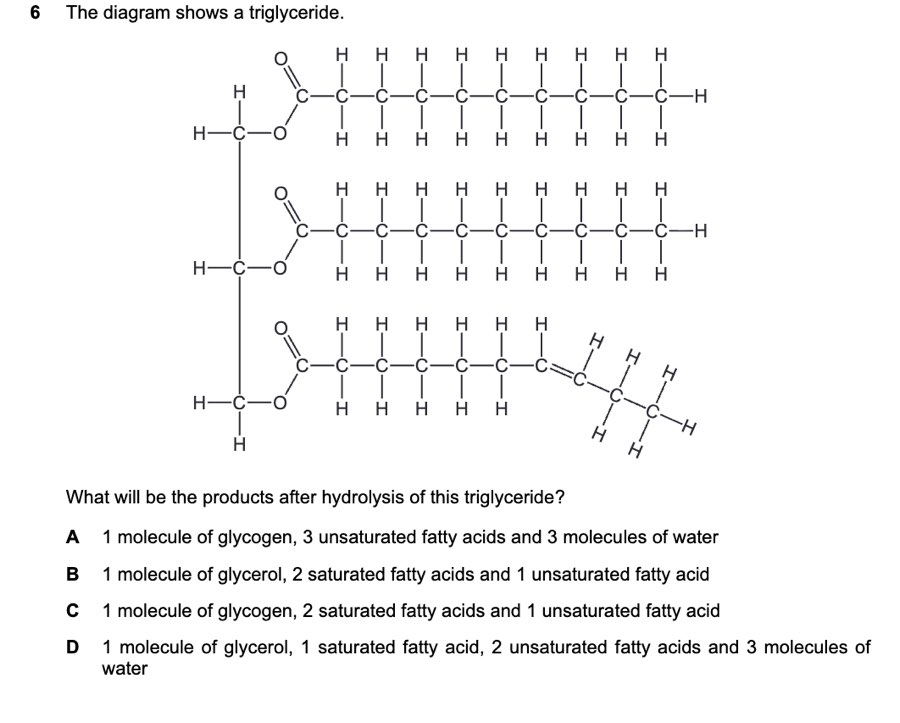 6 The diagram shows a triglyceride.
H H H H H H H H H
O
H
C C C C C C C C C C H
H C O
H H H H H H H H H
H H H H H H H H H
O
C C C C C C C C C C H
H C O
H H H H H H H H H
H H H H H H
O
H
H
C C C C C C C
H
C
C
H C O
H H H H H
C
H
H
H
H
What will be the products after hydrolysis of this triglyceride?
A 1 molecule of glycogen, 3 unsaturated fatty acids and 3 molecules of water
B 1 molecule of glycerol, 2 saturated fatty acids and 1 unsaturated fatty acid
C 1 molecule of glycogen, 2 saturated fatty acids and 1 unsaturated fatty acid
D 1 molecule of glycerol, 1 saturated fatty acid, 2 unsaturated fatty acids and 3 molecules of
water